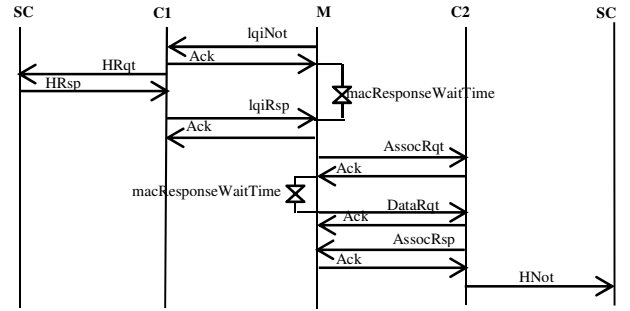 SC C1 M C2 SC
lqiNot
Ack
HRqt
HRsp
macResponseWaitTime
lqiRsp
Ack
AssocRqt
Ack
macResponseWaitTime
DataRqt
Ack
AssocRsp
Ack
HNot